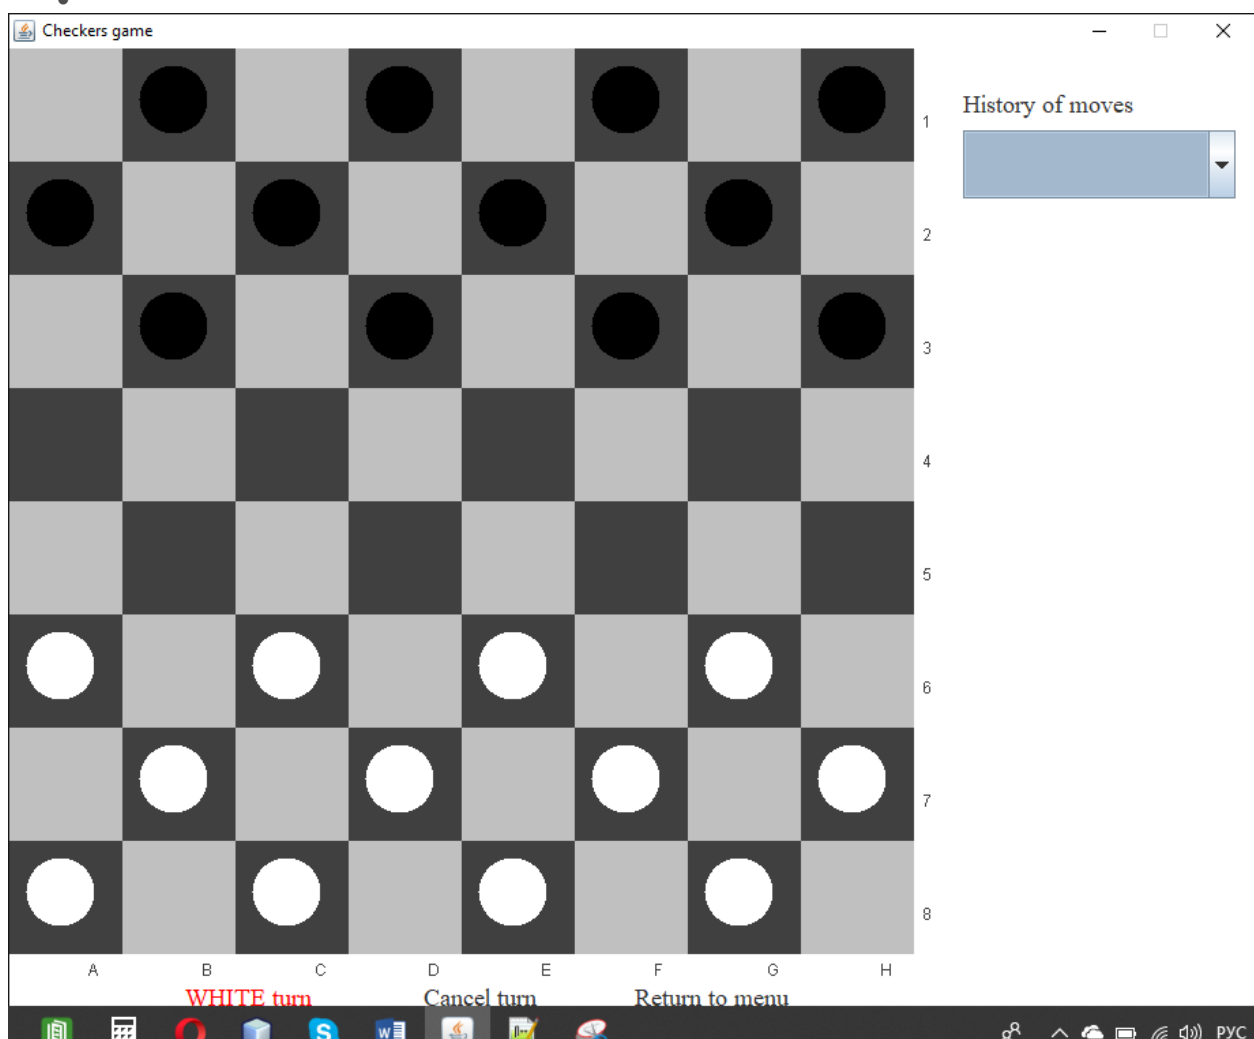 Checkers game
History of moves
1
2
3
4
5
6
7
8
A B C D E F G H
WHITE turn Cancel turn Return to menu
РУС